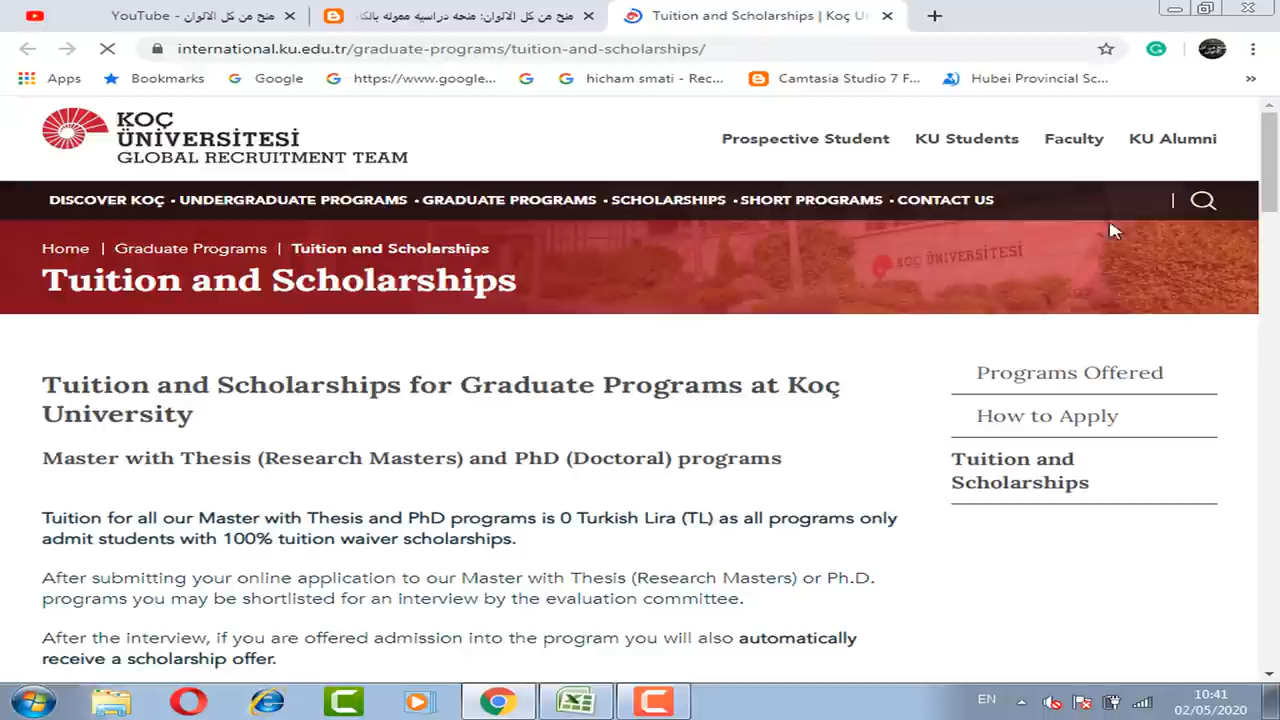 منح من كل الالوان - YouTube
منح من كل الالوان: منحه دراسيه مموله بالكا
Tuition and Scholarships | Koç Un
international.ku.edu.tr/graduate-programs/tuition-and-scholarships/
Apps
Bookmarks
Google
https://www.google...
hicham smati - Rec...
Camtasia Studio 7 F...
Hubei Provincial Sc...
»
KOÇ
ÜNİVERSİTESİ
GLOBAL RECRUITMENT TEAM
Prospective Student
KU Students
Faculty
KU Alumni
DISCOVER KOÇ • UNDERGRADUATE PROGRAMS • GRADUATE PROGRAMS • SCHOLARSHIPS • SHORT PROGRAMS • CONTACT US
KOÇ ÜNİVERSİTESİ
Home | Graduate Programs | Tuition and Scholarships
Tuition and Scholarships
Tuition and Scholarships for Graduate Programs at Koç
University
Master with Thesis (Research Masters) and PhD (Doctoral) programs
Tuition for all our Master with Thesis and PhD programs is 0 Turkish Lira (TL) as all programs only
admit students with 100% tuition waiver scholarships.
After submitting your online application to our Master with Thesis (Research Masters) or Ph.D.
programs you may be shortlisted for an interview by the evaluation committee.
After the interview, if you are offered admission into the program you will also automatically
receive a scholarship offer.
Programs Offered
How to Apply
Tuition and
Scholarships
EN
10:41
02/05/2020